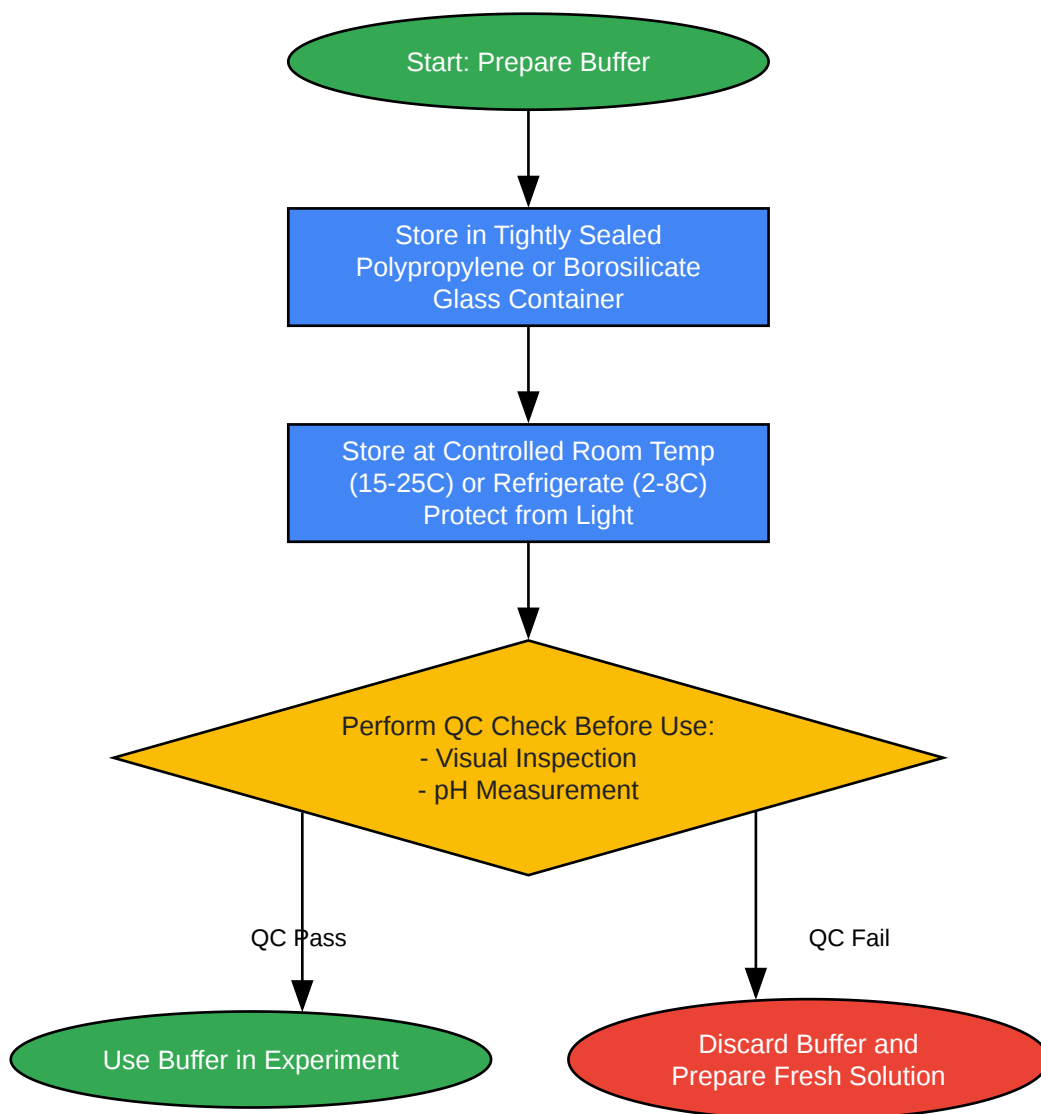 Start: Prepare Buffer
Store in Tightly Sealed
Polypropylene or Borosilicate
Glass Container
Store at Controlled Room Temp
(15-25C) or Refrigerate (2-8C)
Protect from Light
Perform QC Check Before Use:
- Visual Inspection
- pH Measurement
QC Pass
QC Fail
Use Buffer in Experiment
Discard Buffer and
Prepare Fresh Solution